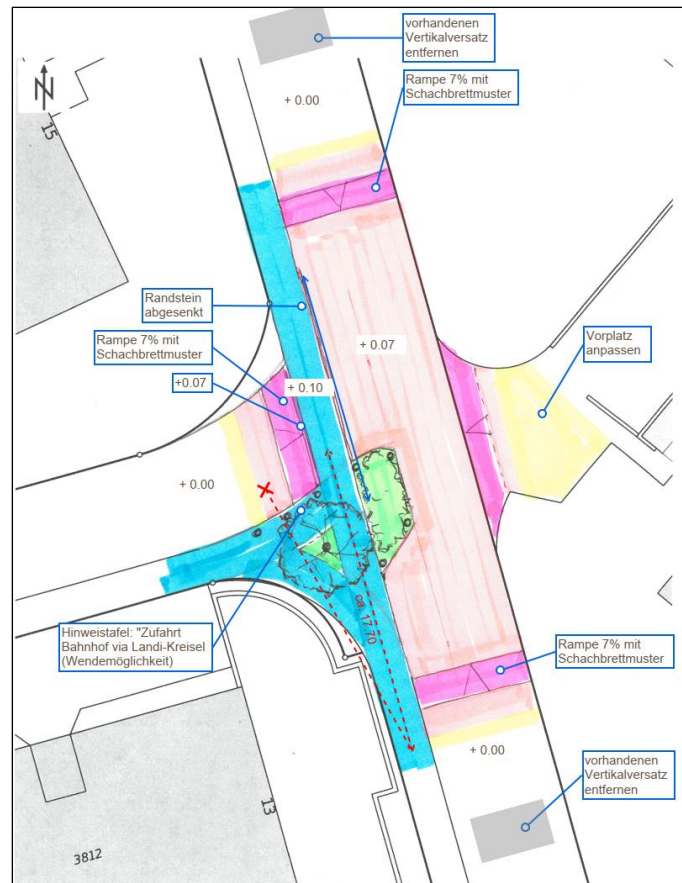 vorhandenen
Vertikalversatz
entfernen
N
Rampe 7% mit
Schachbrettmuster
+ 0.00
15
Randstein
abgesenkt
Rampe 7% mit
Schachbrettmuster
+0.07
+ 0.10
+ 0.07
Vorplatz
anpassen
+ 0.00
ca. 17.70
Hinweistafel: "Zufahrt
Bahnhof via Landi-Kreisel
(Wendemöglichkeit)
Rampe 7% mit
Schachbrettmuster
+ 0.00
vorhandenen
Vertikalversatz
entfernen
13
3812